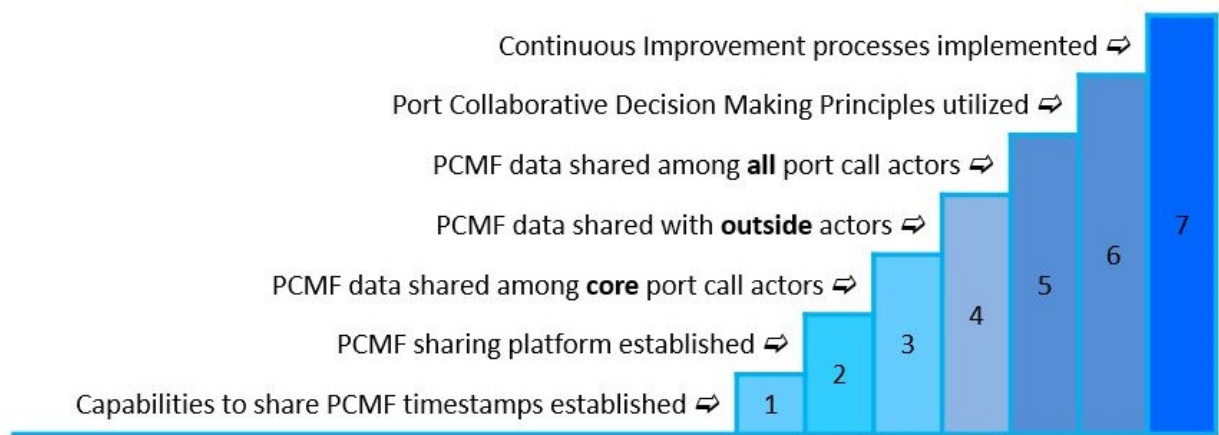 Continuous Improvement processes implemented ➫
Port Collaborative Decision Making Principles utilized ➫
PCMF data shared among all port call actors ➫
PCMF data shared with outside actors ➫
PCMF data shared among core port call actors ➫
PCMF sharing platform established ➫
Capabilities to share PCMF timestamps established ➫
1
2
3
4
5
6
7